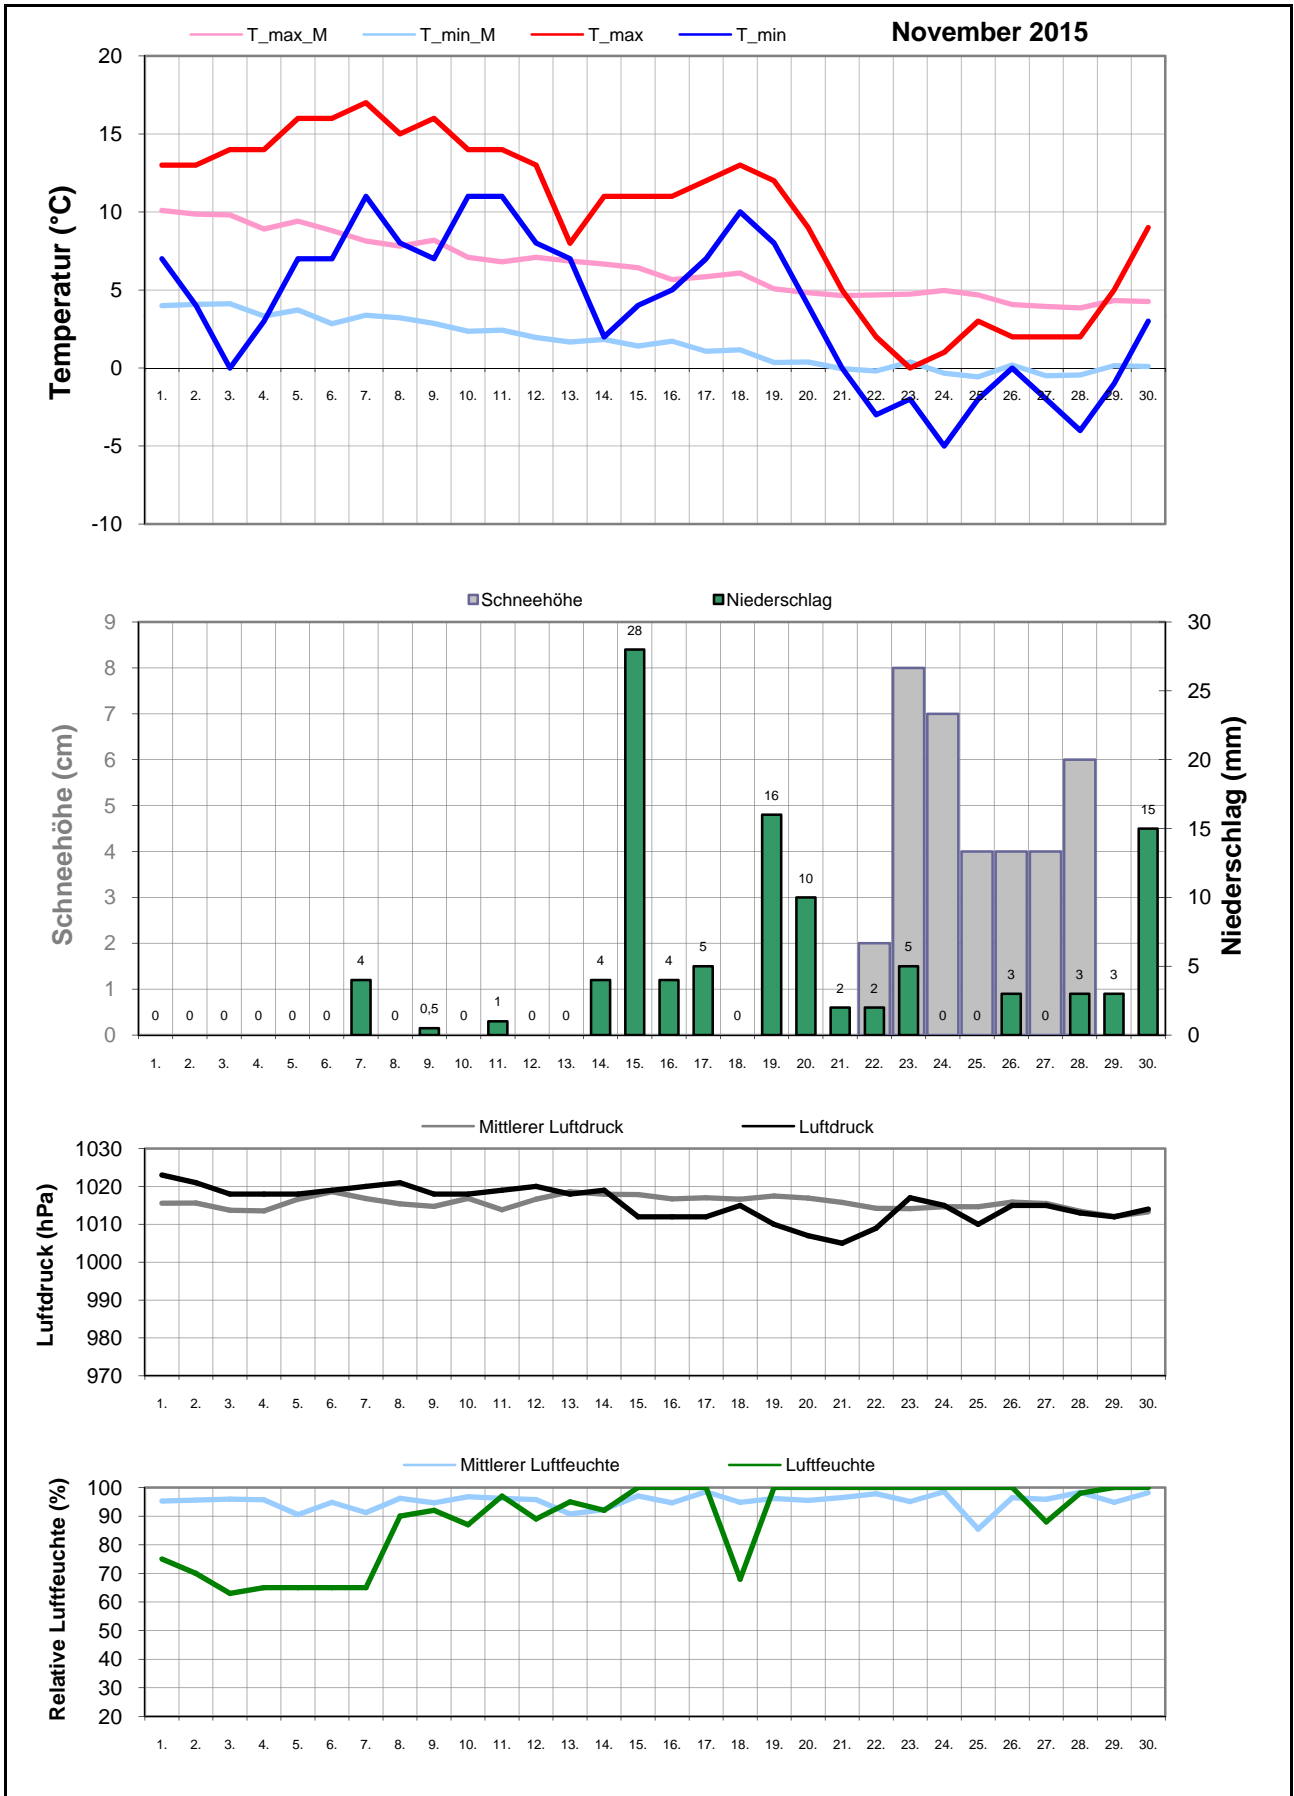 T_max_M T_min_M T_max T_min November 2015
Temperatur (°C)
20
15
10
5
0
-5
-10
1. 2. 3. 4. 5. 6. 7. 8. 9. 10. 11. 12. 13. 14. 15. 16. 17. 18. 19. 20. 21. 22. 23. 24. 25. 26. 27. 28. 29. 30.
Schneehöhe Niederschlag
Schneehöhe (cm)
9
8
7
6
5
4
3
2
1
0
0 0 0 0 0 0 4 0 0,5 0 1 0 0 4 28 4 5 0 16 10 2 2 5 0 0 3 0 3 3 15
30
25
20
15
10
5
0
Niederschlag (mm)
1. 2. 3. 4. 5. 6. 7. 8. 9. 10. 11. 12. 13. 14. 15. 16. 17. 18. 19. 20. 21. 22. 23. 24. 25. 26. 27. 28. 29. 30.
Mittlerer Luftdruck Luftdruck
Luftdruck (hPa)
1030
1020
1010
1000
990
980
970
1. 2. 3. 4. 5. 6. 7. 8. 9. 10. 11. 12. 13. 14. 15. 16. 17. 18. 19. 20. 21. 22. 23. 24. 25. 26. 27. 28. 29. 30.
Mittlerer Luftfeuchte Luftfeuchte
Relative Luftfeuchte (%)
100
90
80
70
60
50
40
30
20
1. 2. 3. 4. 5. 6. 7. 8. 9. 10. 11. 12. 13. 14. 15. 16. 17. 18. 19. 20. 21. 22. 23. 24. 25. 26. 27. 28. 29. 30.